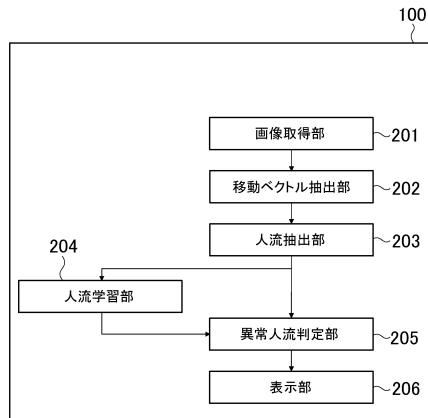 100
画像取得部
201
移動ベクトル抽出部
202
人流抽出部
203
204
人流学習部
異常人流判定部
205
表示部
206